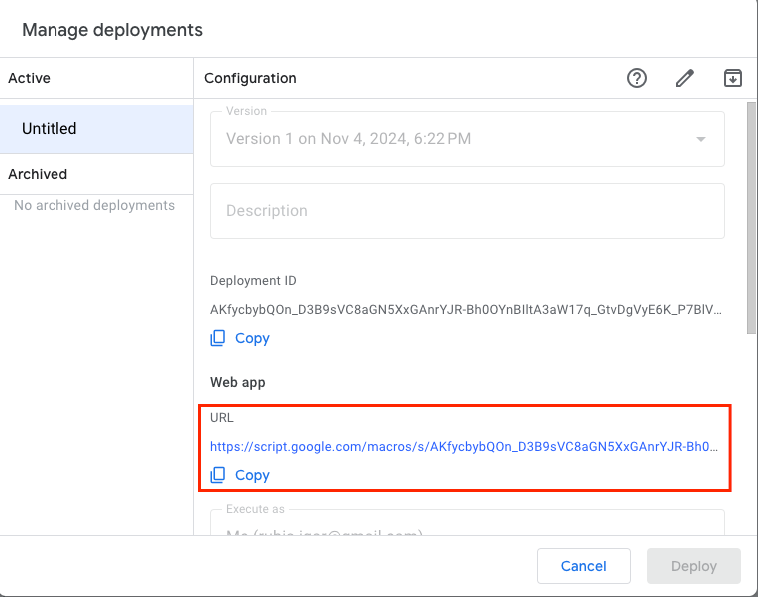 Manage deployments
Active
Configuration
Untitled
Archived
No archived deployments
Version
Version 1 on Nov 4, 2024, 6:22 PM
Description
Deployment ID
AKfycbybQOn_D3B9sVC8aGN5XxGAnrYJR-Bh0OYnBIltA3aW17q_GtvDgVyE6K_P7BlV...
Copy
Web app
URL
https://script.google.com/macros/s/AKfycbybQOn_D3B9sVC8aGN5XxGAnrYJR-Bh0...
Copy
Execute as
Cancel
Deploy